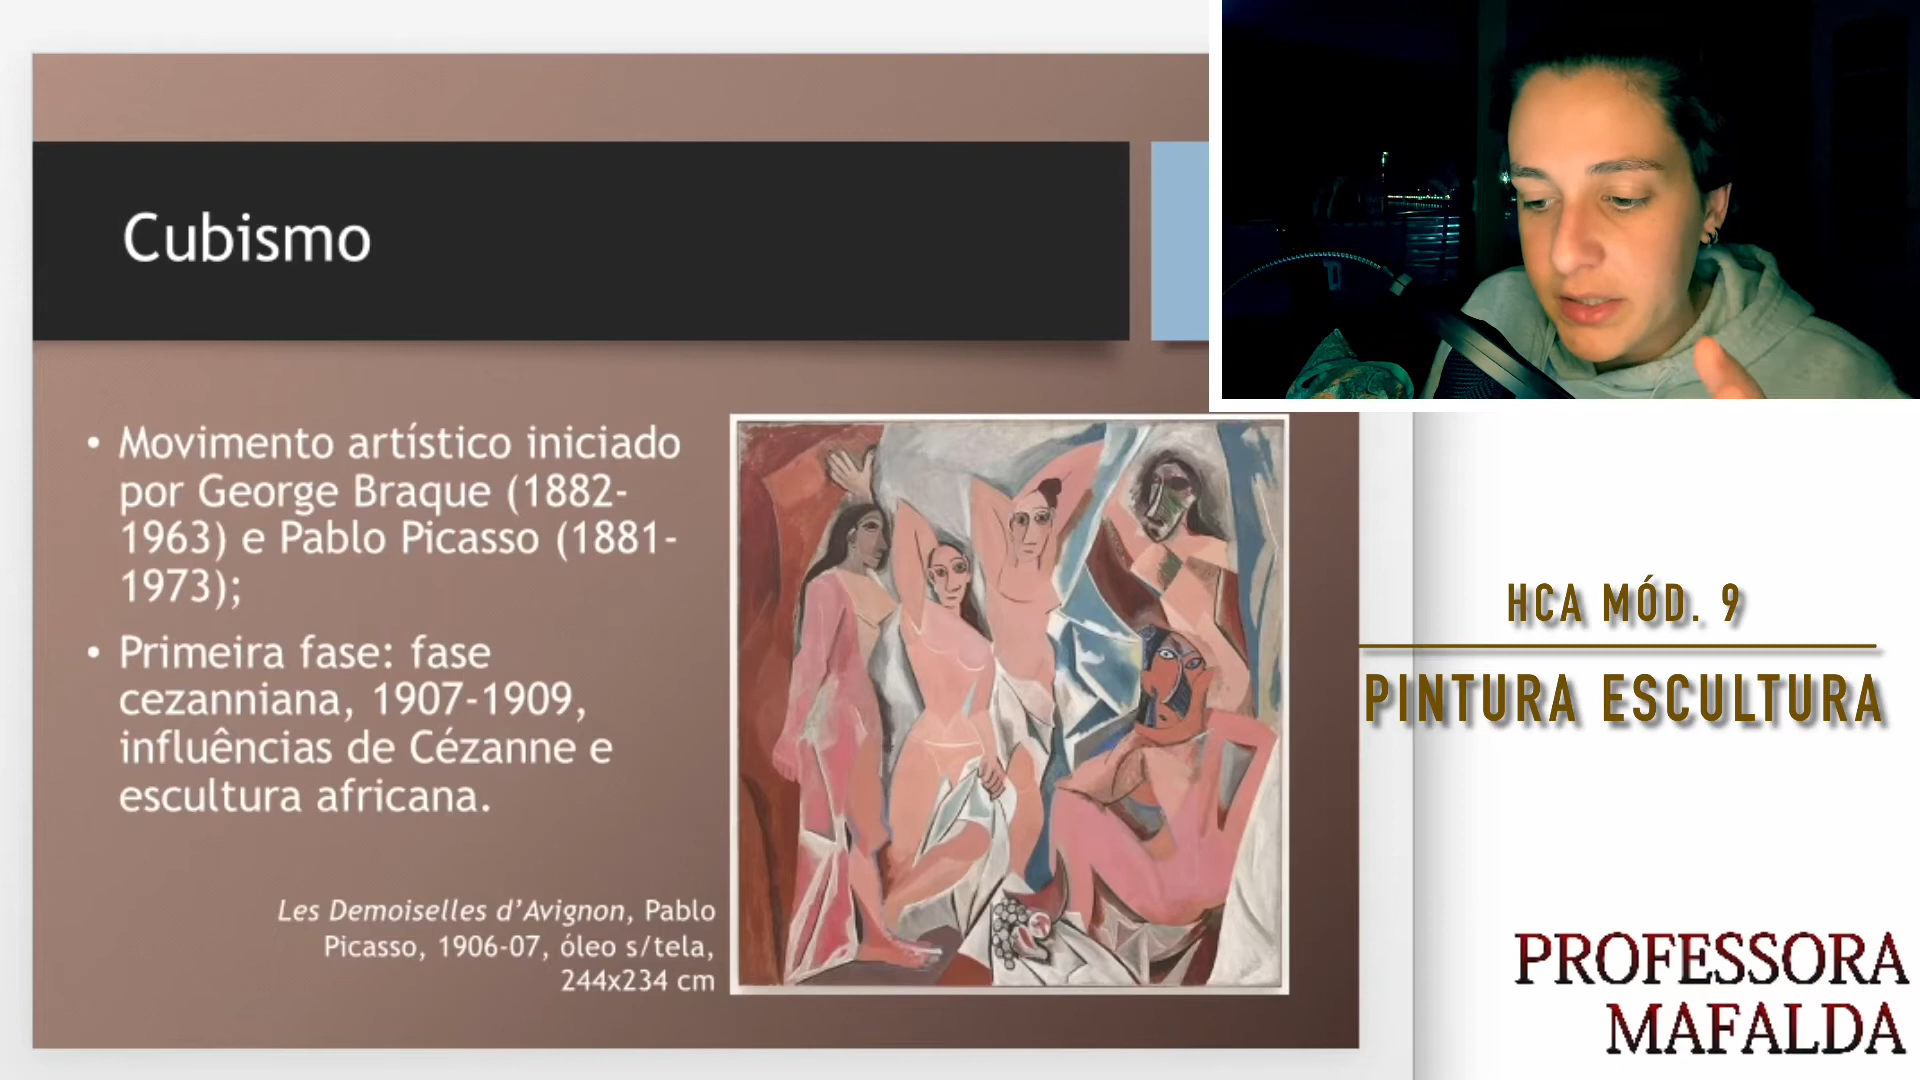 Cubismo
• Movimento artístico iniciado
por George Braque (1882-
1963) e Pablo Picasso (1881-
1973);
• Primeira fase: fase
cezanniana, 1907-1909,
influências de Cézanne e
escultura africana.
Les Demoiselles d'Avignon, Pablo
Picasso, 1906-07, óleo s/tela,
244x234 cm
HCA MÓD. 9
PINTURA ESCULTURA
PROFESSORA
MAFALDA